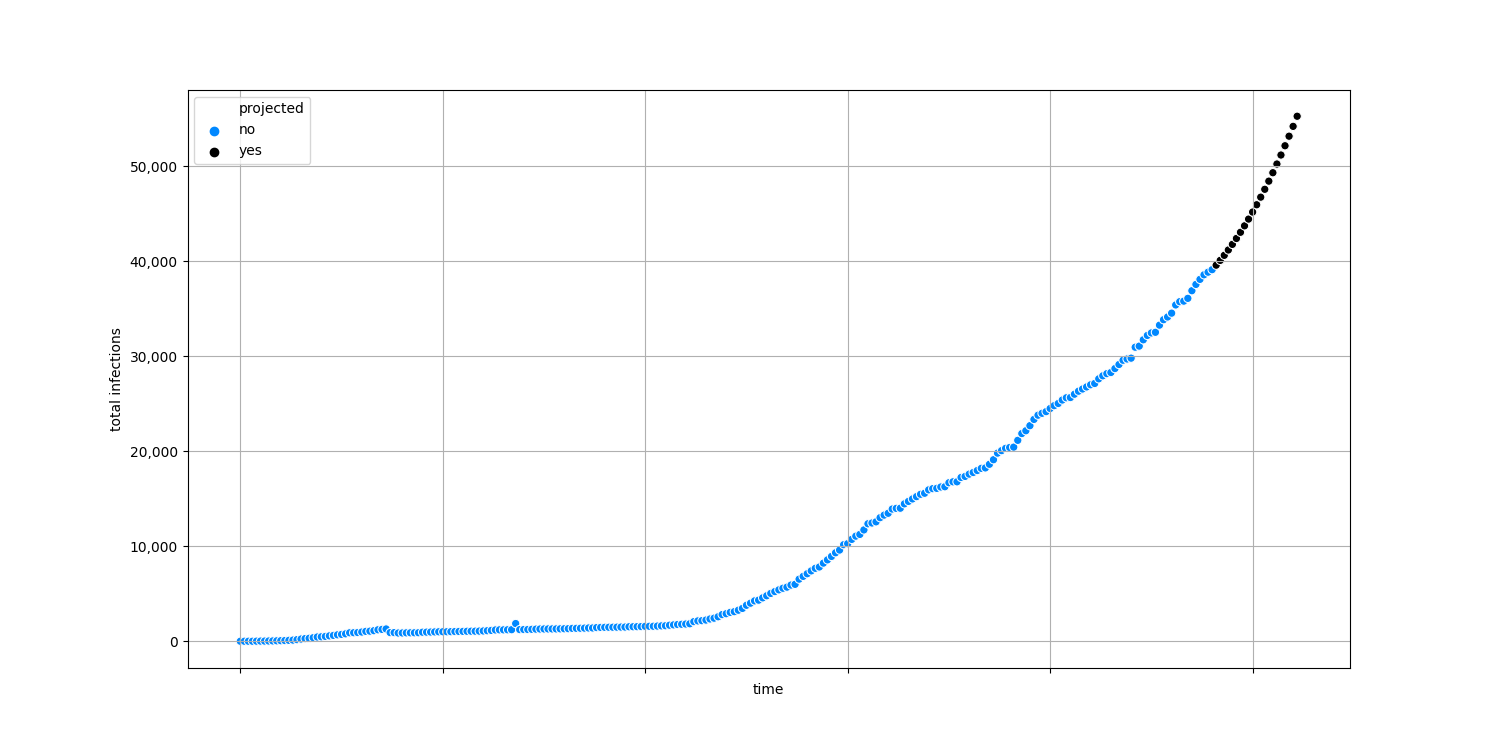 projected
no
yes
50,000
40,000
30,000
20,000
10,000
0
total infections
time